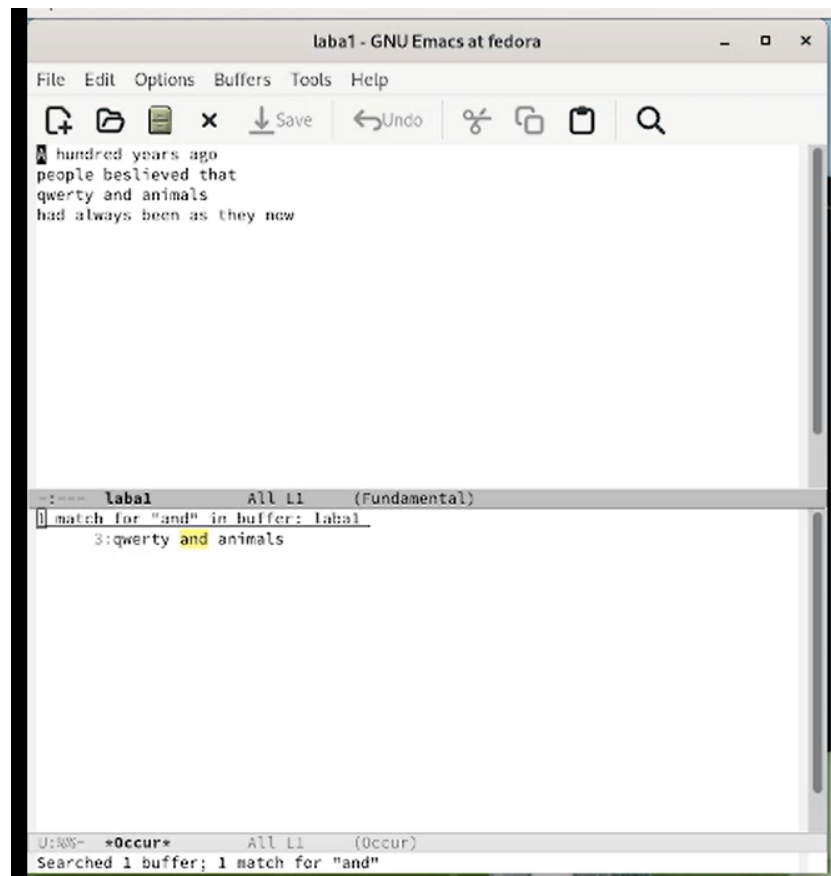 laba1 - GNU Emacs at fedora
File Edit Options Buffers Tools Help
Save Undo
A hundred years ago
people beslieved that
qwerty and animals
had always been as they now
-:--- laba1 All L1 (Fundamental)
1 match for "and" in buffer: laba1
3:qwerty and animals
U:%%- *Occur* All L1 (Occur)
Searched 1 buffer; 1 match for "and"